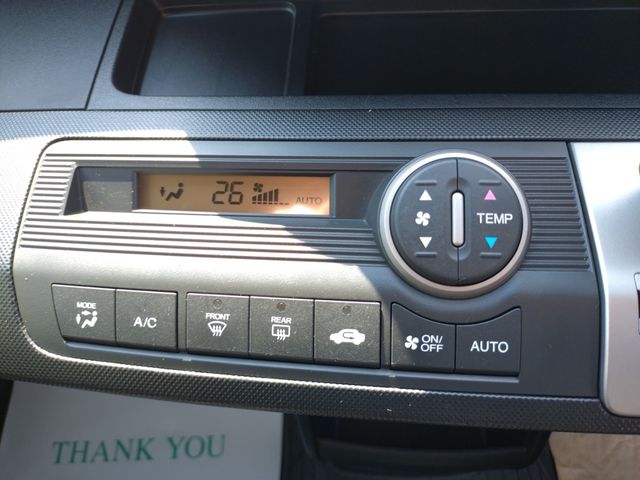 26 AUTO
TEMP
MODE
A/C
FRONT
REAR
ON/
OFF
AUTO
THANK YOU